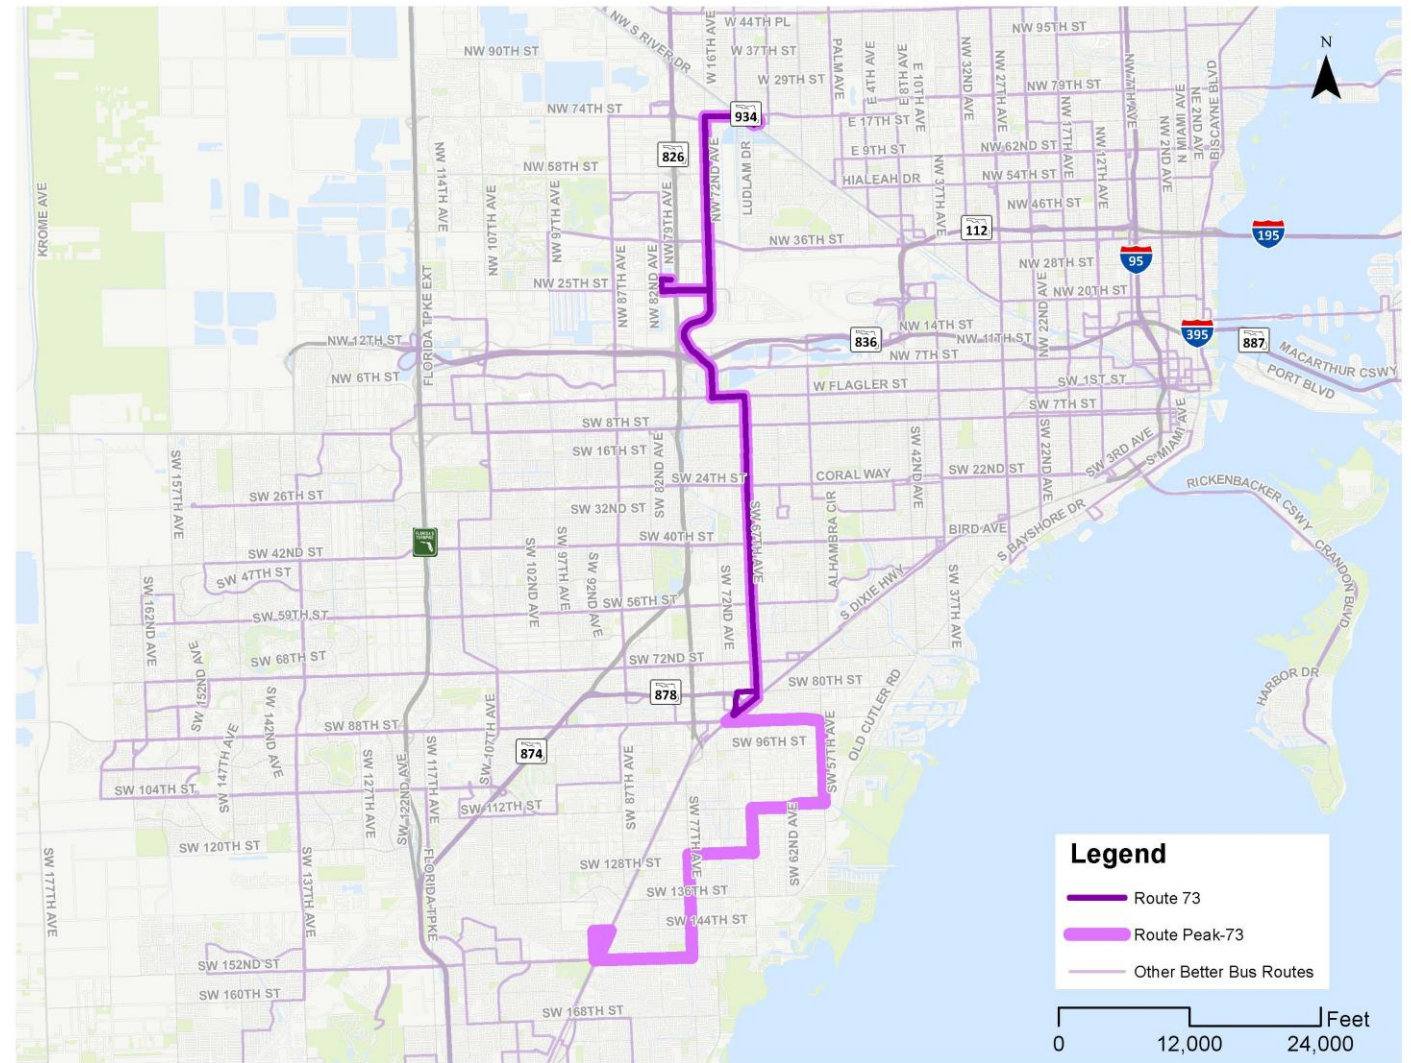 W 44TH PL
NW 95TH ST
N
NW S RIVER DR
W 16TH AVE
NW 90TH ST
W 37TH ST
W 29TH ST
PALM AVE
E 4TH AVE
E 8TH AVE
E 10TH AVE
NW 32ND AVE
NW 27TH AVE
NW 79TH ST
NW 7TH AVE
BISCAYNE BLVD
NW 74TH ST
934
E 17TH ST
NW 17TH AVE
NW 12TH AVE
NW 2ND AVE
N MIAMI AVE
NE 2ND AVE
826
E 9TH ST
NW 62ND ST
NW 58TH ST
NW 114TH AVE
NW 107TH AVE
NW 97TH AVE
NW 79TH AVE
NW 72ND AVE
LUDLAM DR
HIALEAH DR
NW 54TH ST
NW 37TH AVE
NW 46TH ST
KROME AVE
112
195
NW 36TH ST
95
NW 28TH ST
NW 25TH ST
NW 87TH AVE
NW 82ND AVE
NW 20TH ST
FLORIDA TPKE EXT
NW 14TH ST
NW 22ND AVE
395
887
836
NW 11TH ST
NW 12TH ST
NW 7TH ST
MACARTHUR CSWY
PORT BLVD
NW 6TH ST
W FLAGLER ST
SW 1ST ST
SW 7TH ST
SW 8TH ST
SW 16TH ST
SW 82ND AVE
SW 42ND AVE
SW 22ND AVE
SW 3RD AVE
S MIAMI AVE
SW 157TH AVE
SW 24TH ST
CORAL WAY
SW 22ND ST
SW 26TH ST
RICKENBACKER CSWY
SW 32ND ST
SW 67TH AVE
ALHAMBRA CIR
BIRD AVE
S BAYSHORE DR
FLORIDA'S
TURNPIKE
SW 40TH ST
SW 42ND ST
CRANDON BLVD
SW 47TH ST
SW 102ND AVE
SW 97TH AVE
SW 92ND AVE
SW 72ND AVE
S DIXIE HWY
SW 37TH AVE
SW 162ND AVE
SW 59TH ST
SW 56TH ST
SW 68TH ST
SW 72ND ST
SW 152ND AVE
SW 80TH ST
878
OLD CUTLER RD
HARBOR DR
SW 147TH AVE
SW 142ND AVE
SW 88TH ST
SW 107TH AVE
SW 96TH ST
SW 57TH AVE
874
SW 127TH AVE
SW 122ND AVE
SW 117TH AVE
SW 87TH AVE
SW 104TH ST
SW 112TH ST
SW 77TH AVE
SW 62ND AVE
SW 120TH ST
SW 177TH AVE
SW 137TH AVE
FLORIDA TPKE
SW 128TH ST
SW 136TH ST
SW 144TH ST
SW 152ND ST
SW 160TH ST
SW 168TH ST
Legend
Route 73
Route Peak-73
Other Better Bus Routes
Feet
0 12,000 24,000